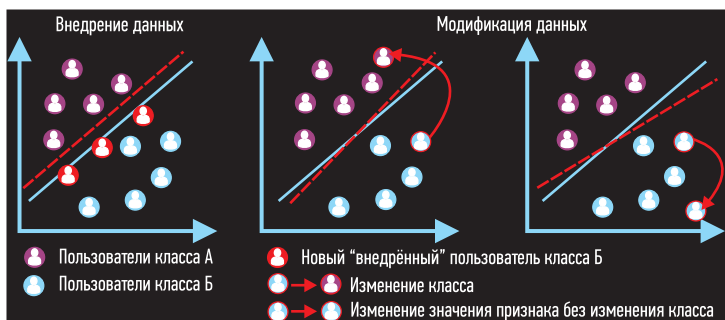 Внедрение данных
Модификация данных
Пользователи класса А
Пользователи класса Б
Новый “внедрённый” пользователь класса Б
Изменение класса
Изменение значения признака без изменения класса